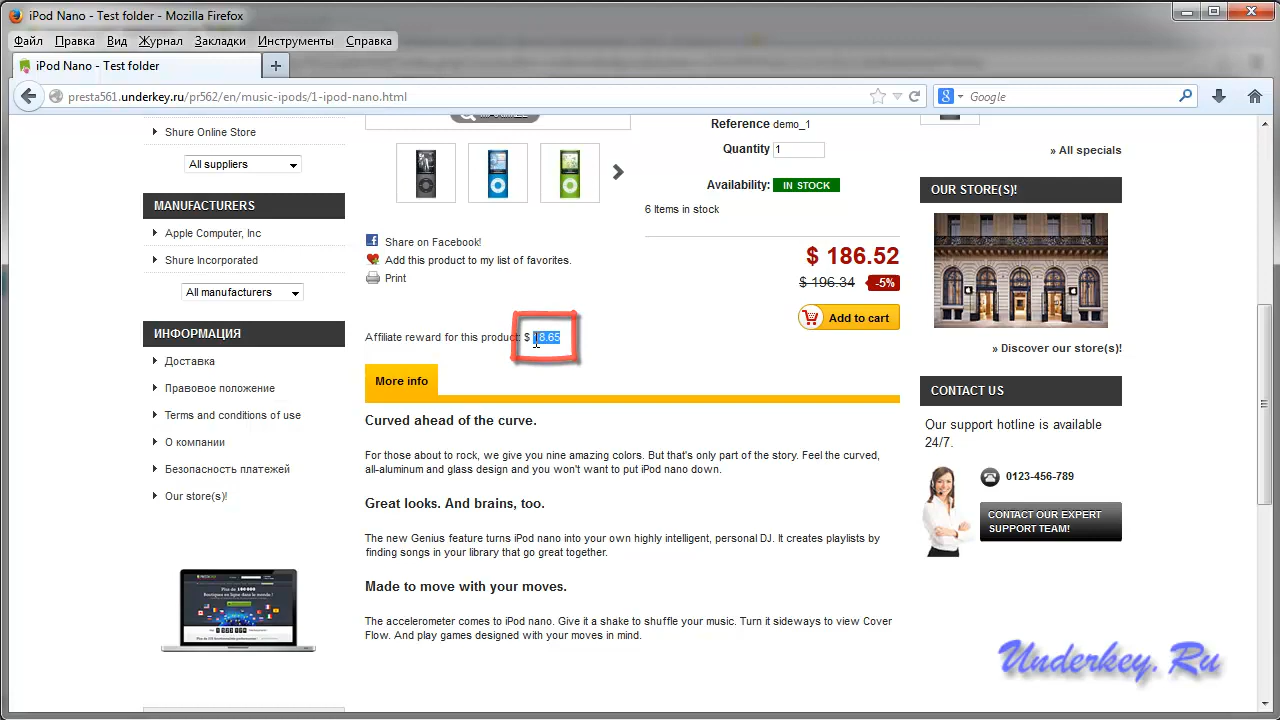 iPod Nano - Test folder - Mozilla Firefox
Файл Правка Вид Журнал Закладки Инструменты Справка
iPod Nano - Test folder
presta561.underkey.ru/pr562/en/music-ipods/1-ipod-nano.html
Google
Shure Online Store
All suppliers
MANUFACTURERS
Apple Computer, Inc
Shure Incorporated
All manufacturers
ИНФОРМАЦИЯ
Доставка
Правовое положение
Terms and conditions of use
О компании
Безопасность платежей
Our store(s)!
Reference demo_1
Quantity 1
Availability: IN STOCK
6 Items in stock
Share on Facebook!
Add this product to my list of favorites.
Print
$ 186.52
$ 196.34 -5%
Add to cart
Affiliate reward for this product: $ 18.65
More info
Curved ahead of the curve.
For those about to rock, we give you nine amazing colors. But that's only part of the story. Feel the curved,
all-aluminum and glass design and you won't want to put iPod nano down.
Great looks. And brains, too.
The new Genius feature turns iPod nano into your own highly intelligent, personal DJ. It creates playlists by
finding songs in your library that go great together.
Made to move with your moves.
The accelerometer comes to iPod nano. Give it a shake to shuffle your music. Turn it sideways to view Cover
Flow. And play games designed with your moves in mind.
» All specials
OUR STORE(S)!
» Discover our store(s)!
CONTACT US
Our support hotline is available
24/7.
0123-456-789
CONTACT OUR EXPERT
SUPPORT TEAM!
Underkey.Ru